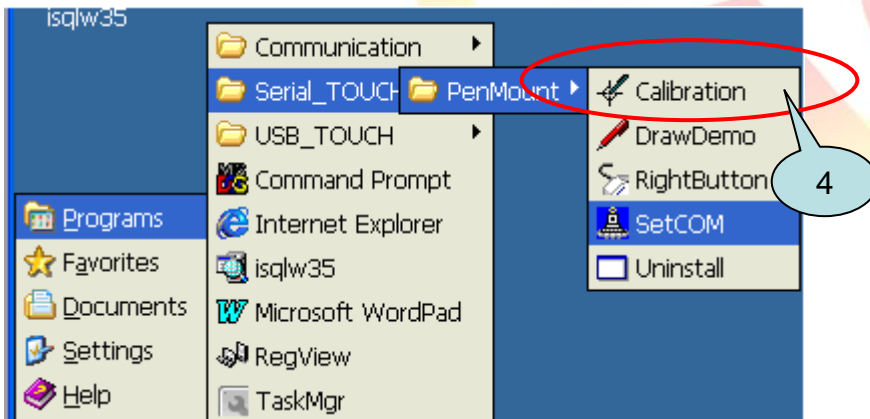 isqlw35
Communication
Serial_TOUCH
USB_TOUCH
Command Prompt
Internet Explorer
isqlw35
Microsoft WordPad
RegView
TaskMgr
Programs
Favorites
Documents
Settings
Help
PenMount
Calibration
DrawDemo
RightButton
SetCOM
Uninstall
4